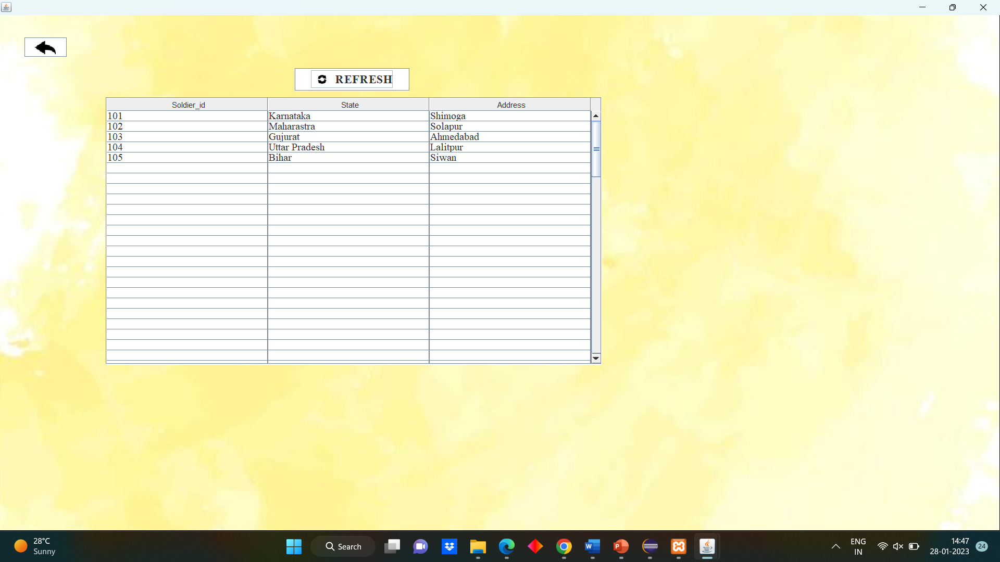 REFRESH
Soldier_id State Address
101 Karnataka Shimoga
102 Maharastra Solapur
103 Gujurat Ahmedabad
104 Uttar Pradesh Lalitpur
105 Bihar Siwan
28°C
Sunny
Search
W
P
ENG
IN
14:47
28-01-2023
24